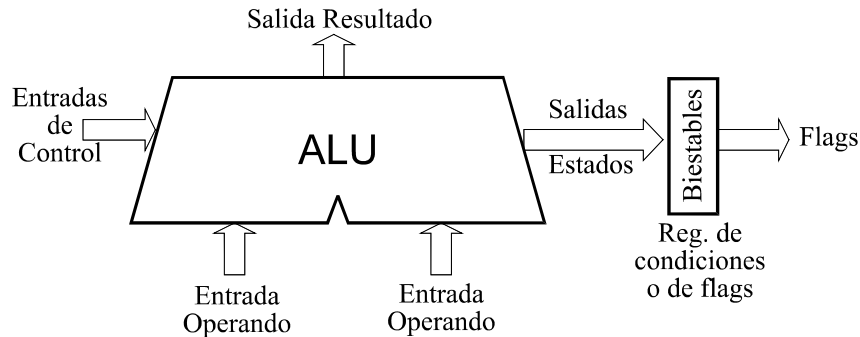 Salida Resultado
Entradas
de
Control
ALU
Salidas
Estados
Biestables
Flags
Reg. de
condiciones
o de flags
Entrada
Operando
Entrada
Operando